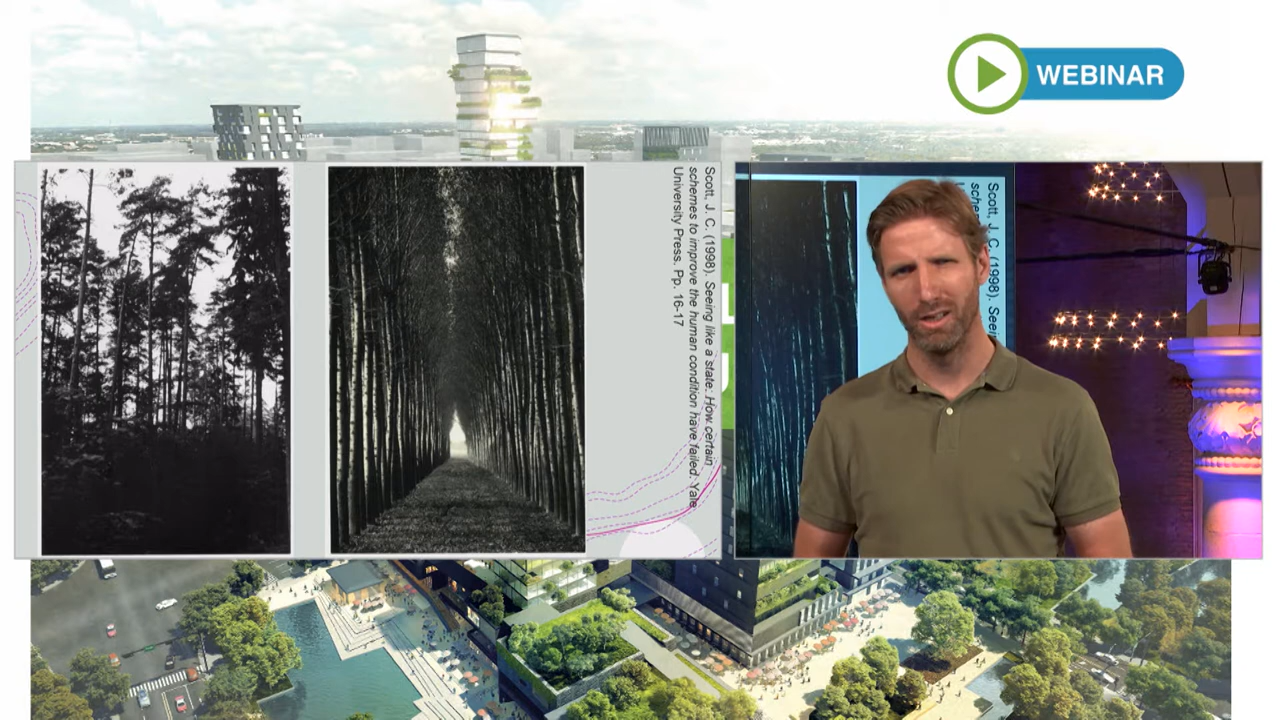 WEBINAR
Scott, J. C. (1998). Seeing like a state: How certain
schemes to improve the human condition have failed. Yale
University Press. Pp. 16-17
Scott, J. C. (1998). Seei
sche